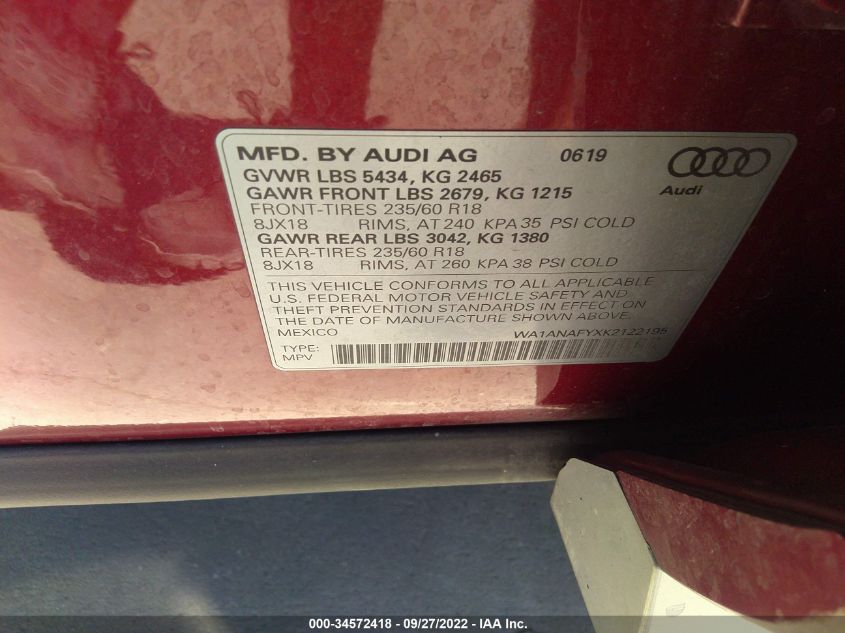 MFD. BY AUDI AG 0619
GVWR LBS 5434, KG 2465
GAWR FRONT LBS 2679, KG 1215
Audi
FRONT-TIRES 235/60 R18
8JX18 RIMS, AT 240 KPA 35 PSI COLD
GAWR REAR LBS 3042, KG 1380
REAR-TIRES 235/60 R18
8JX18 RIMS, AT 260 KPA 38 PSI COLD
THIS VEHICLE CONFORMS TO ALL APPLICABLE
U.S. FEDERAL MOTOR VEHICLE SAFETY AND
THEFT PREVENTION STANDARDS IN EFFECT ON
THE DATE OF MANUFACTURE SHOWN ABOVE.
MEXICO WA1ANAFYXK2122195
TYPE:
MPV
000-34572418 - 09/27/2022 - IAA Inc.